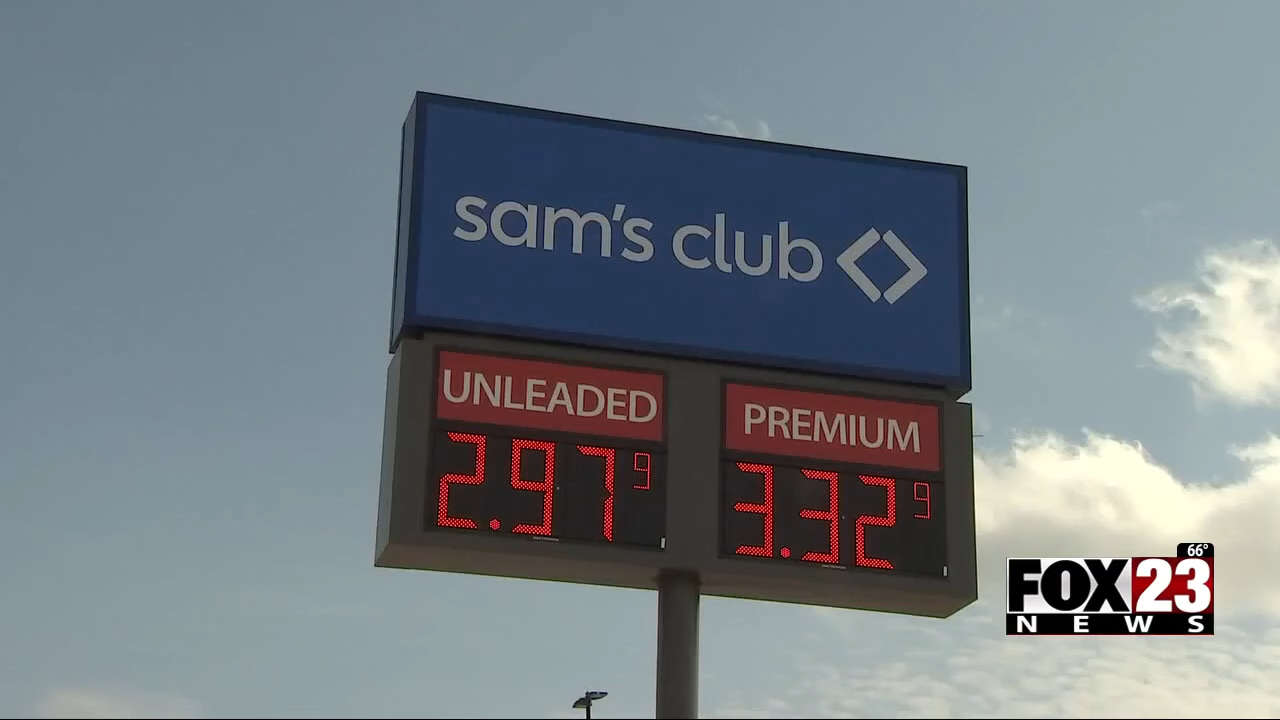 sam's club
UNLEADED
PREMIUM
2.97 9
3.32 9
66°
FOX 23
NEWS